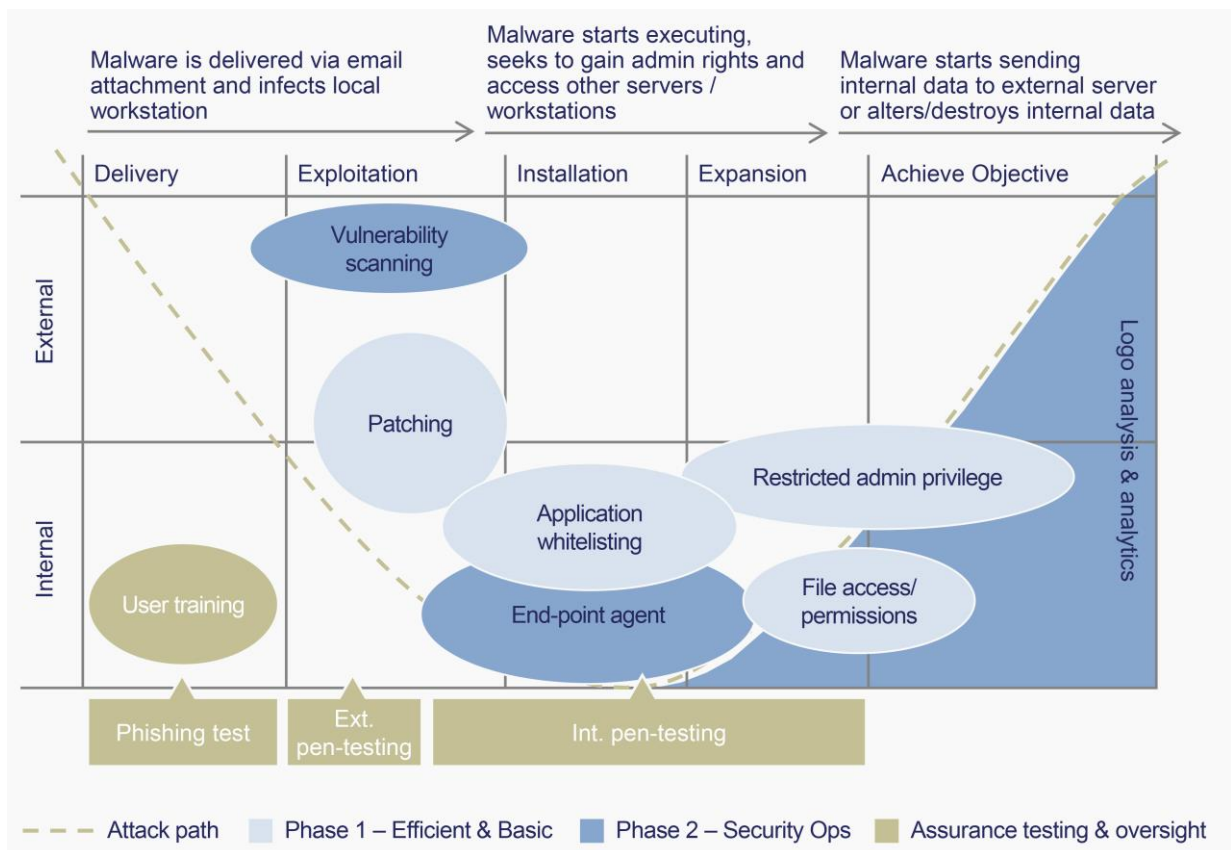 Malware is delivered via email
attachment and infects local
workstation
Malware starts executing,
seeks to gain admin rights and
access other servers /
workstations
Malware starts sending
internal data to external server
or alters/destroys internal data
Delivery
Exploitation
Installation
Expansion
Achieve Objective
External
Internal
Vulnerability
scanning
Patching
Application
whitelisting
End-point agent
User training
Restricted admin privilege
File access/
permissions
Logo analysis & analytics
Phishing test
Ext.
pen-testing
Int. pen-testing
Attack path
Phase 1 – Efficient & Basic
Phase 2 – Security Ops
Assurance testing & oversight